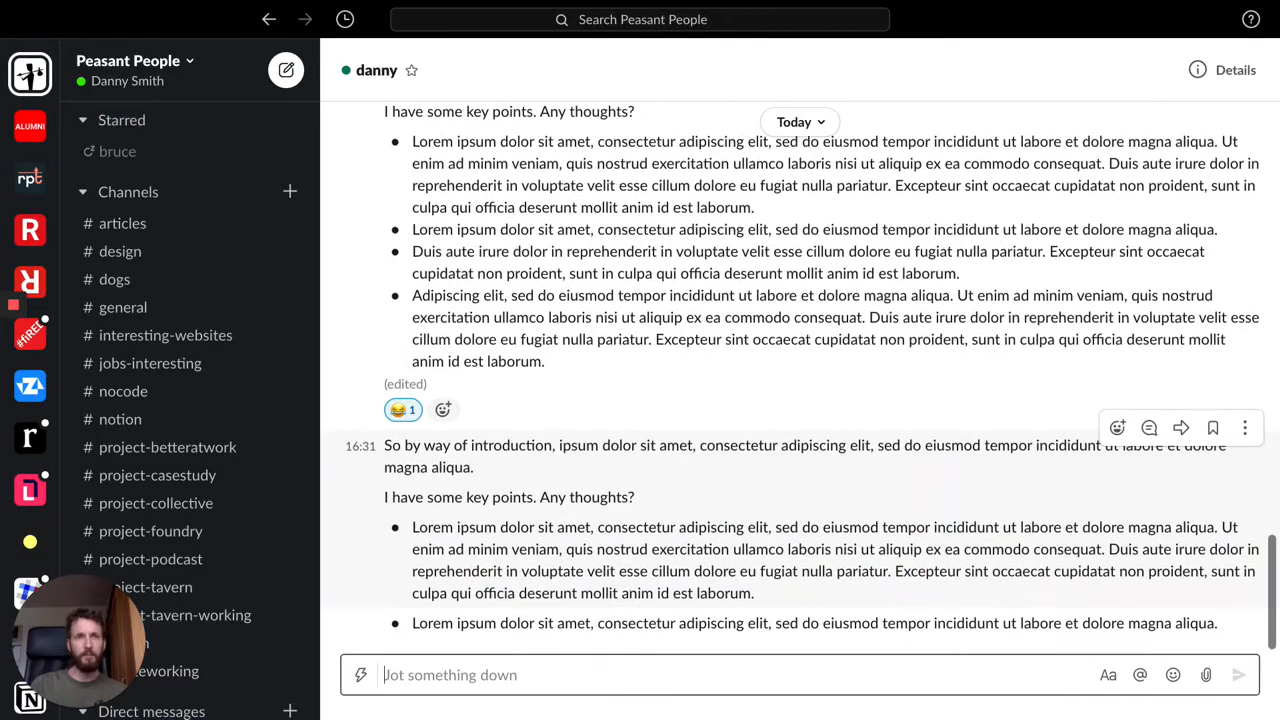 Search Peasant People
Peasant People
Danny Smith
Starred
bruce
Channels
# articles
# design
# dogs
# general
# interesting-websites
# jobs-interesting
# nocode
# notion
# project-betteratwork
# project-casestudy
# project-collective
# project-foundry
# project-podcast
-tavern
ct-tavern-working
eworking
Direct messages
ALUMNI
rpt
R
R
#fiRED
Z
r
L
N
danny
Details
Today
I have some key points. Any thoughts?
Lorem ipsum dolor sit amet, consectetur adipiscing elit, sed do eiusmod tempor incididunt ut labore et dolore magna aliqua. Ut
enim ad minim veniam, quis nostrud exercitation ullamco laboris nisi ut aliquip ex ea commodo consequat. Duis aute irure dolor in
reprehenderit in voluptate velit esse cillum dolore eu fugiat nulla pariatur. Excepteur sint occaecat cupidatat non proident, sunt in
culpa qui officia deserunt mollit anim id est laborum.
Lorem ipsum dolor sit amet, consectetur adipiscing elit, sed do eiusmod tempor incididunt ut labore et dolore magna aliqua.
Duis aute irure dolor in reprehenderit in voluptate velit esse cillum dolore eu fugiat nulla pariatur. Excepteur sint occaecat
cupidatat non proident, sunt in culpa qui officia deserunt mollit anim id est laborum.
Adipiscing elit, sed do eiusmod tempor incididunt ut labore et dolore magna aliqua. Ut enim ad minim veniam, quis nostrud
exercitation ullamco laboris nisi ut aliquip ex ea commodo consequat. Duis aute irure dolor in reprehenderit in voluptate velit esse
cillum dolore eu fugiat nulla pariatur. Excepteur sint occaecat cupidatat non proident, sunt in culpa qui officia deserunt mollit
anim id est laborum.
(edited)
1
16:31 So by way of introduction, ipsum dolor sit amet, consectetur adipiscing elit, sed do eiusmod tempor incididunt ut labore et dolore
magna aliqua.
I have some key points. Any thoughts?
Lorem ipsum dolor sit amet, consectetur adipiscing elit, sed do eiusmod tempor incididunt ut labore et dolore magna aliqua. Ut
enim ad minim veniam, quis nostrud exercitation ullamco laboris nisi ut aliquip ex ea commodo consequat. Duis aute irure dolor in
reprehenderit in voluptate velit esse cillum dolore eu fugiat nulla pariatur. Excepteur sint occaecat cupidatat non proident, sunt in
culpa qui officia deserunt mollit anim id est laborum.
Lorem ipsum dolor sit amet, consectetur adipiscing elit, sed do eiusmod tempor incididunt ut labore et dolore magna aliqua.
Jot something down
Aa